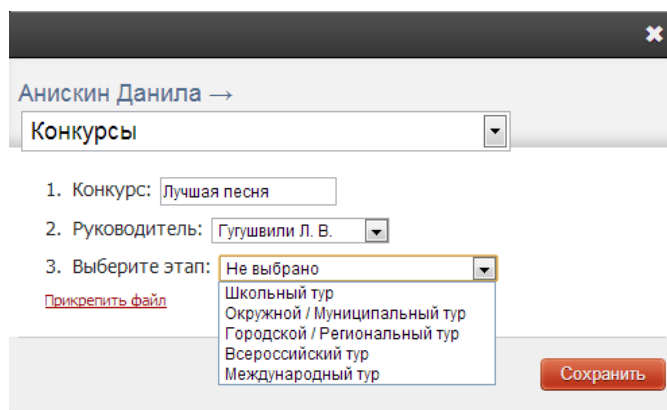 Анискин Данила →
Конкурсы
1. Конкурс: Лучшая песня
2. Руководитель: Гугушвили Л. В.
3. Выберите этап: Не выбрано
Школьный тур
Окружной / Муниципальный тур
Городской / Региональный тур
Всероссийский тур
Международный тур
Прикрепить файл
Сохранить